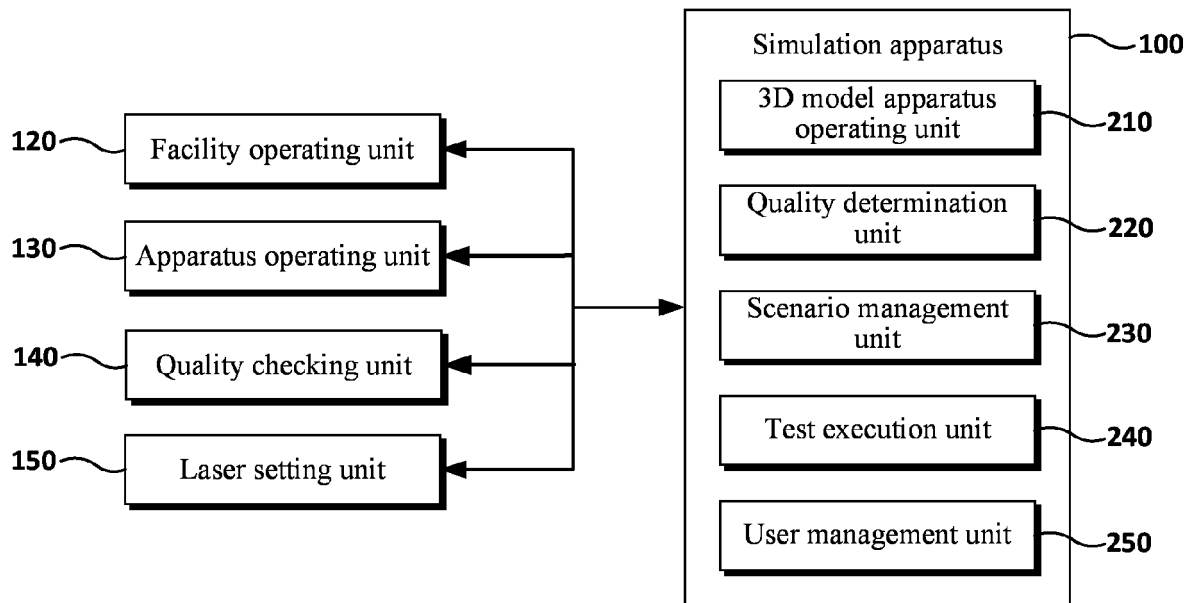 Simulation apparatus
100
3D model apparatus
operating unit
210
120
Facility operating unit
Quality determination
unit
220
130
Apparatus operating unit
Scenario management
unit
230
140
Quality checking unit
Test execution unit
240
150
Laser setting unit
User management unit
250